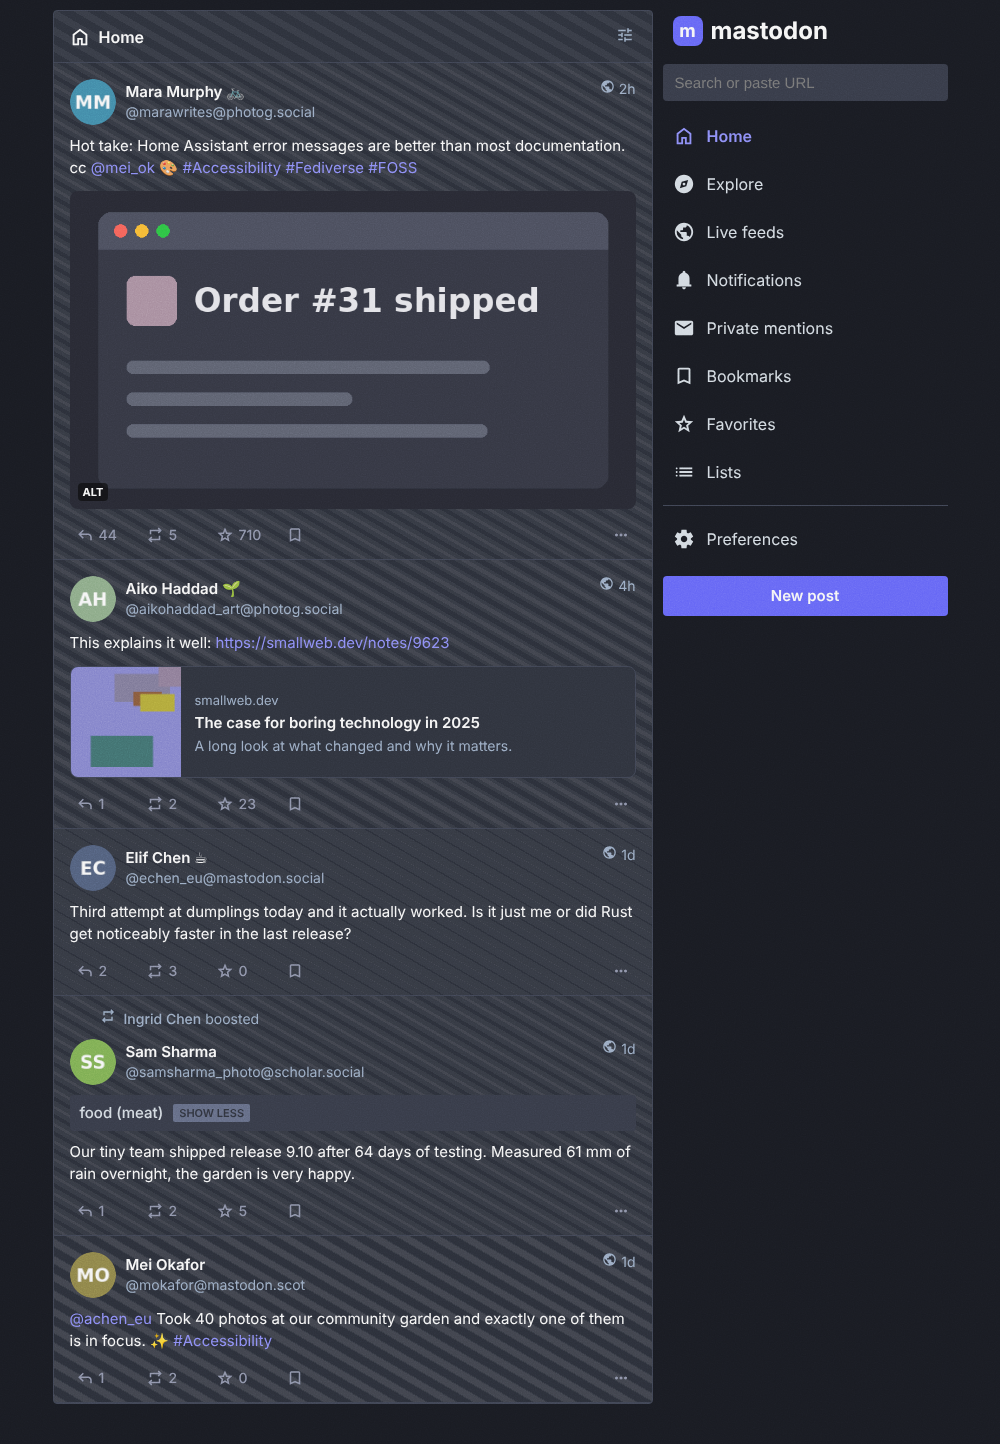 Home
Mara Murphy 🚲
2h
@marawrites@photog.social
Hot take: Home Assistant error messages are better than most documentation.
cc @mei_ok 🎨 #Accessibility #Fediverse #FOSS
Order #31 shipped
ALT
44 5 710
Aiko Haddad 🌱
4h
@aikohaddad_art@photog.social
This explains it well: https://smallweb.dev/notes/9623
smallweb.dev
The case for boring technology in 2025
A long look at what changed and why it matters.
1 2 23
Elif Chen ☕
1d
@echen_eu@mastodon.social
Third attempt at dumplings today and it actually worked. Is it just me or did Rust
get noticeably faster in the last release?
2 3 0
Ingrid Chen boosted
Sam Sharma
1d
@samsharma_photo@scholar.social
food (meat) SHOW LESS
Our tiny team shipped release 9.10 after 64 days of testing. Measured 61 mm of
rain overnight, the garden is very happy.
1 2 5
Mei Okafor
1d
@mokafor@mastodon.scot
@achen_eu Took 40 photos at our community garden and exactly one of them
is in focus. ✨ #Accessibility
1 2 0
MM
AH
EC
SS
MO
m mastodon
Search or paste URL
Home
Explore
Live feeds
Notifications
Private mentions
Bookmarks
Favorites
Lists
Preferences
New post